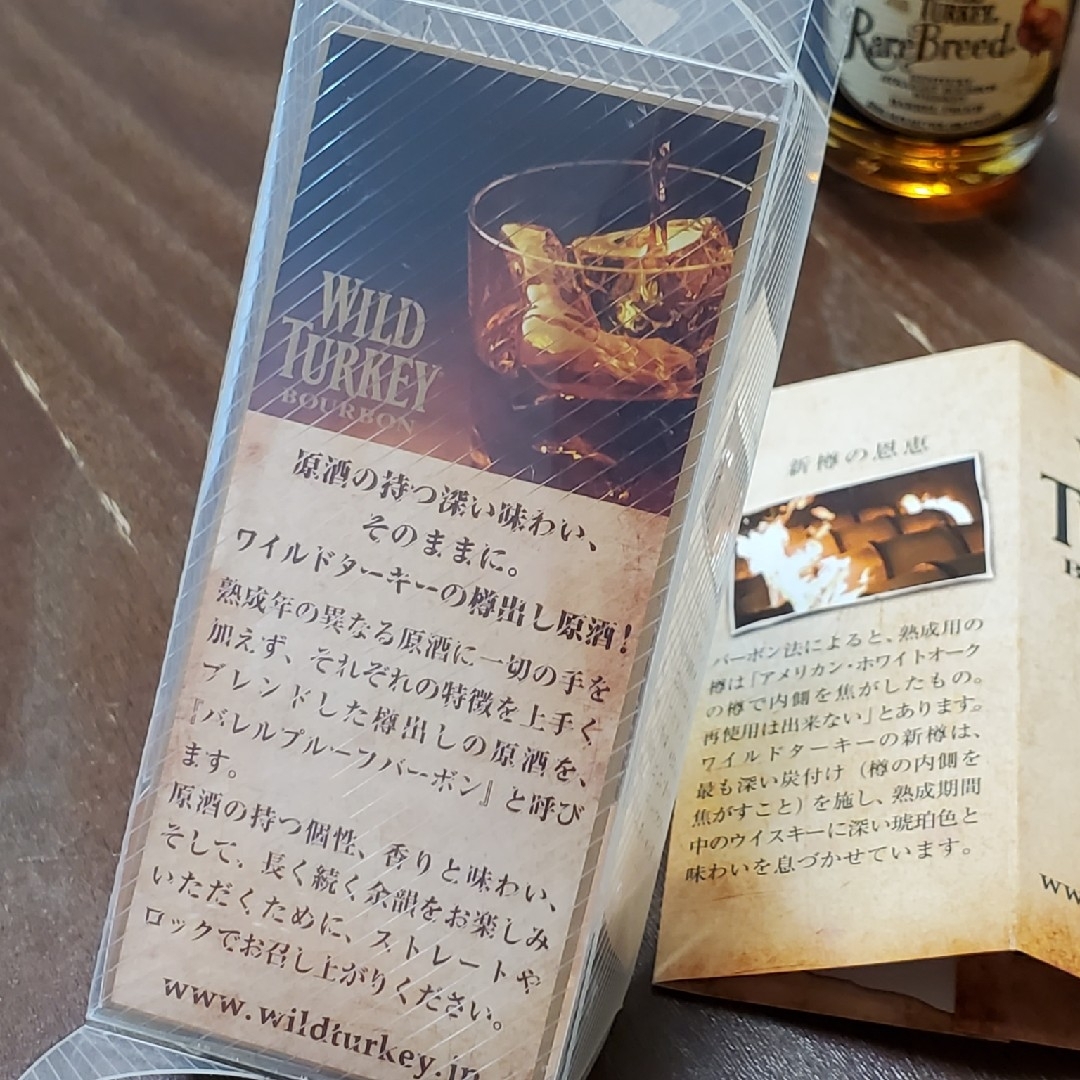 WILD
TURKEY
BOURBON
原酒の持つ深い味わい、
そのままに。
ワイルドターキーの樽出し原酒!
熟成年の異なる原酒に一切の手を
加えず、それぞれの特徴を上手く
ブレンドした樽出しの原酒を、
『バレルプルーフバーボン』と呼び
ます。
原酒の持つ個性、香りと味わい、
そして、長く続く余韻をお楽しみ
いただくために、ストレートや
ロックでお召し上がりください。
www.wildturkey.jp
TURKEY
Rare Breed
新樽の恩恵
バーボン法によると、熟成用の
樽は「アメリカン・ホワイトオーク
の樽で内側を焦がしたもの。
再使用は出来ない」とあります。
ワイルドターキーの新樽は、
最も深い炭付け(樽の内側を
焦がすこと)を施し、熟成期間
中のウイスキーに深い琥珀色と
味わいを息づかせています。